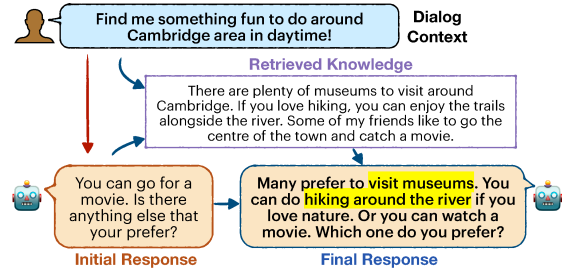 Find me something fun to do around
Cambridge area in daytime!
Dialog
Context
Retrieved Knowledge
There are plenty of museums to visit around
Cambridge. If you love hiking, you can enjoy the trails
alongside the river. Some of my friends like to go the
centre of the town and catch a movie.
You can go for a
movie. Is there
anything else that
your prefer?
Initial Response
Many prefer to visit museums. You
can do hiking around the river if you
love nature. Or you can watch a
movie. Which one do you prefer?
Final Response